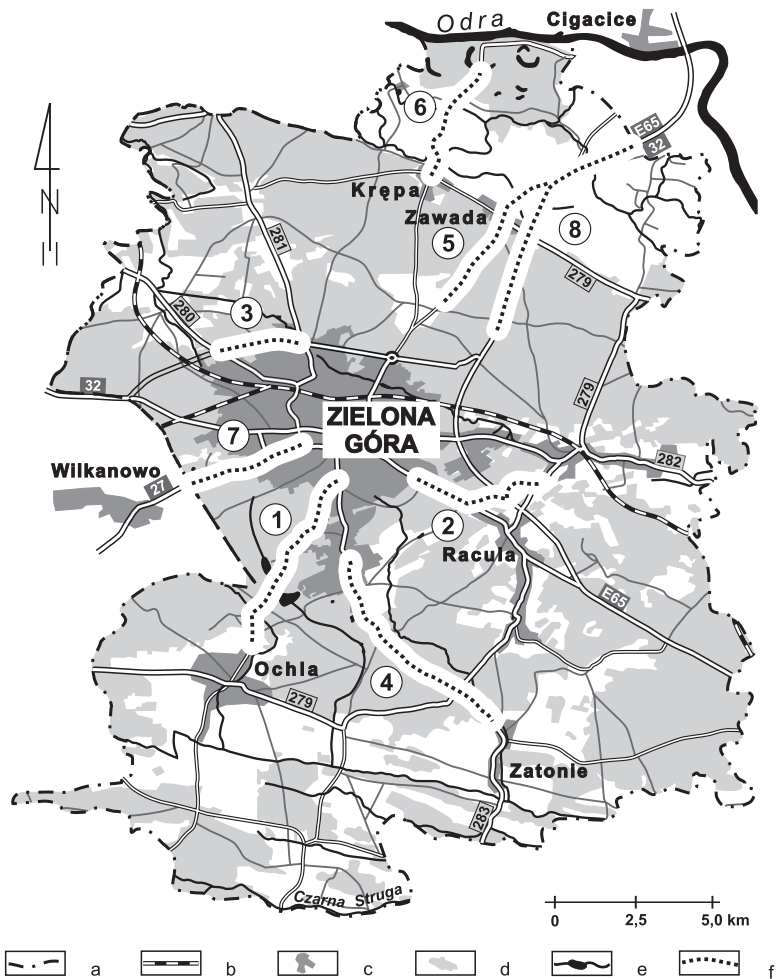 Odra
Cigacice
6
E65
32
Krępa
Zawada
5
8
281
279
280
3
32
279
ZIELONA
GÓRA
7
Wilkanowo
27
282
1
2
Racula
E65
Ochla
4
279
Zatonie
283
Czarna Struga
N
0 2,5 5,0 km
a b c d e f